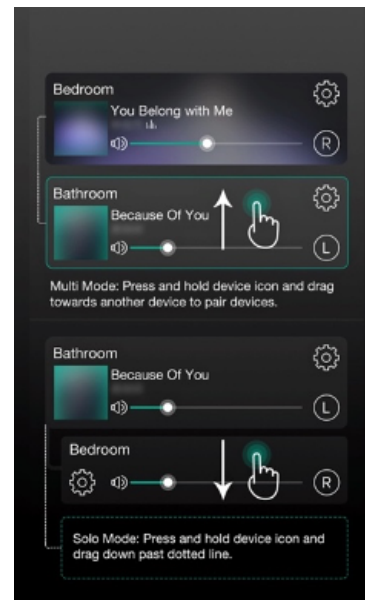 Bedroom
You Belong with Me
R
Bathroom
Because Of You
L
Multi Mode: Press and hold device icon and drag
towards another device to pair devices.
Bathroom
Because Of You
L
Bedroom
R
Solo Mode: Press and hold device icon and
drag down past dotted line.